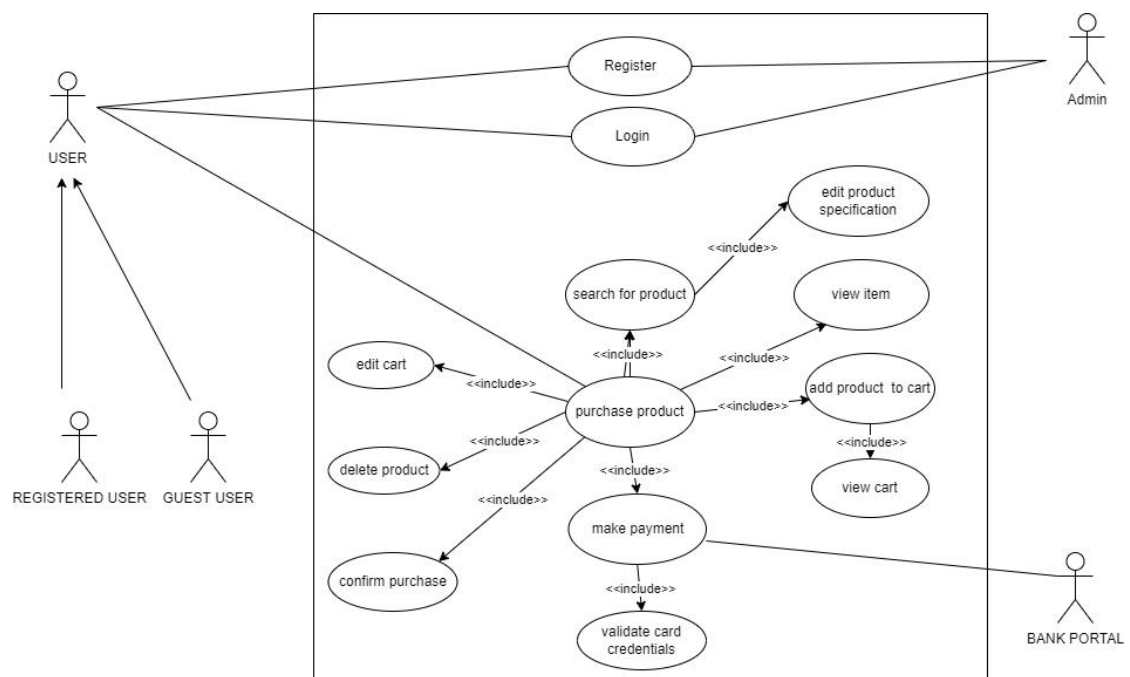 Register
Admin
Login
USER
edit product
specification
<<include>>
search for product
view item
<<include>>
<<include>>
edit cart
<<include>>
add product  to cart
purchase product
<<include>>
<<include>>
<<include>>
delete product
view cart
REGISTERED USER
GUEST USER
<<include>>
<<include>>
make payment
confirm purchase
<<include>>
validate card
credentials
BANK PORTAL